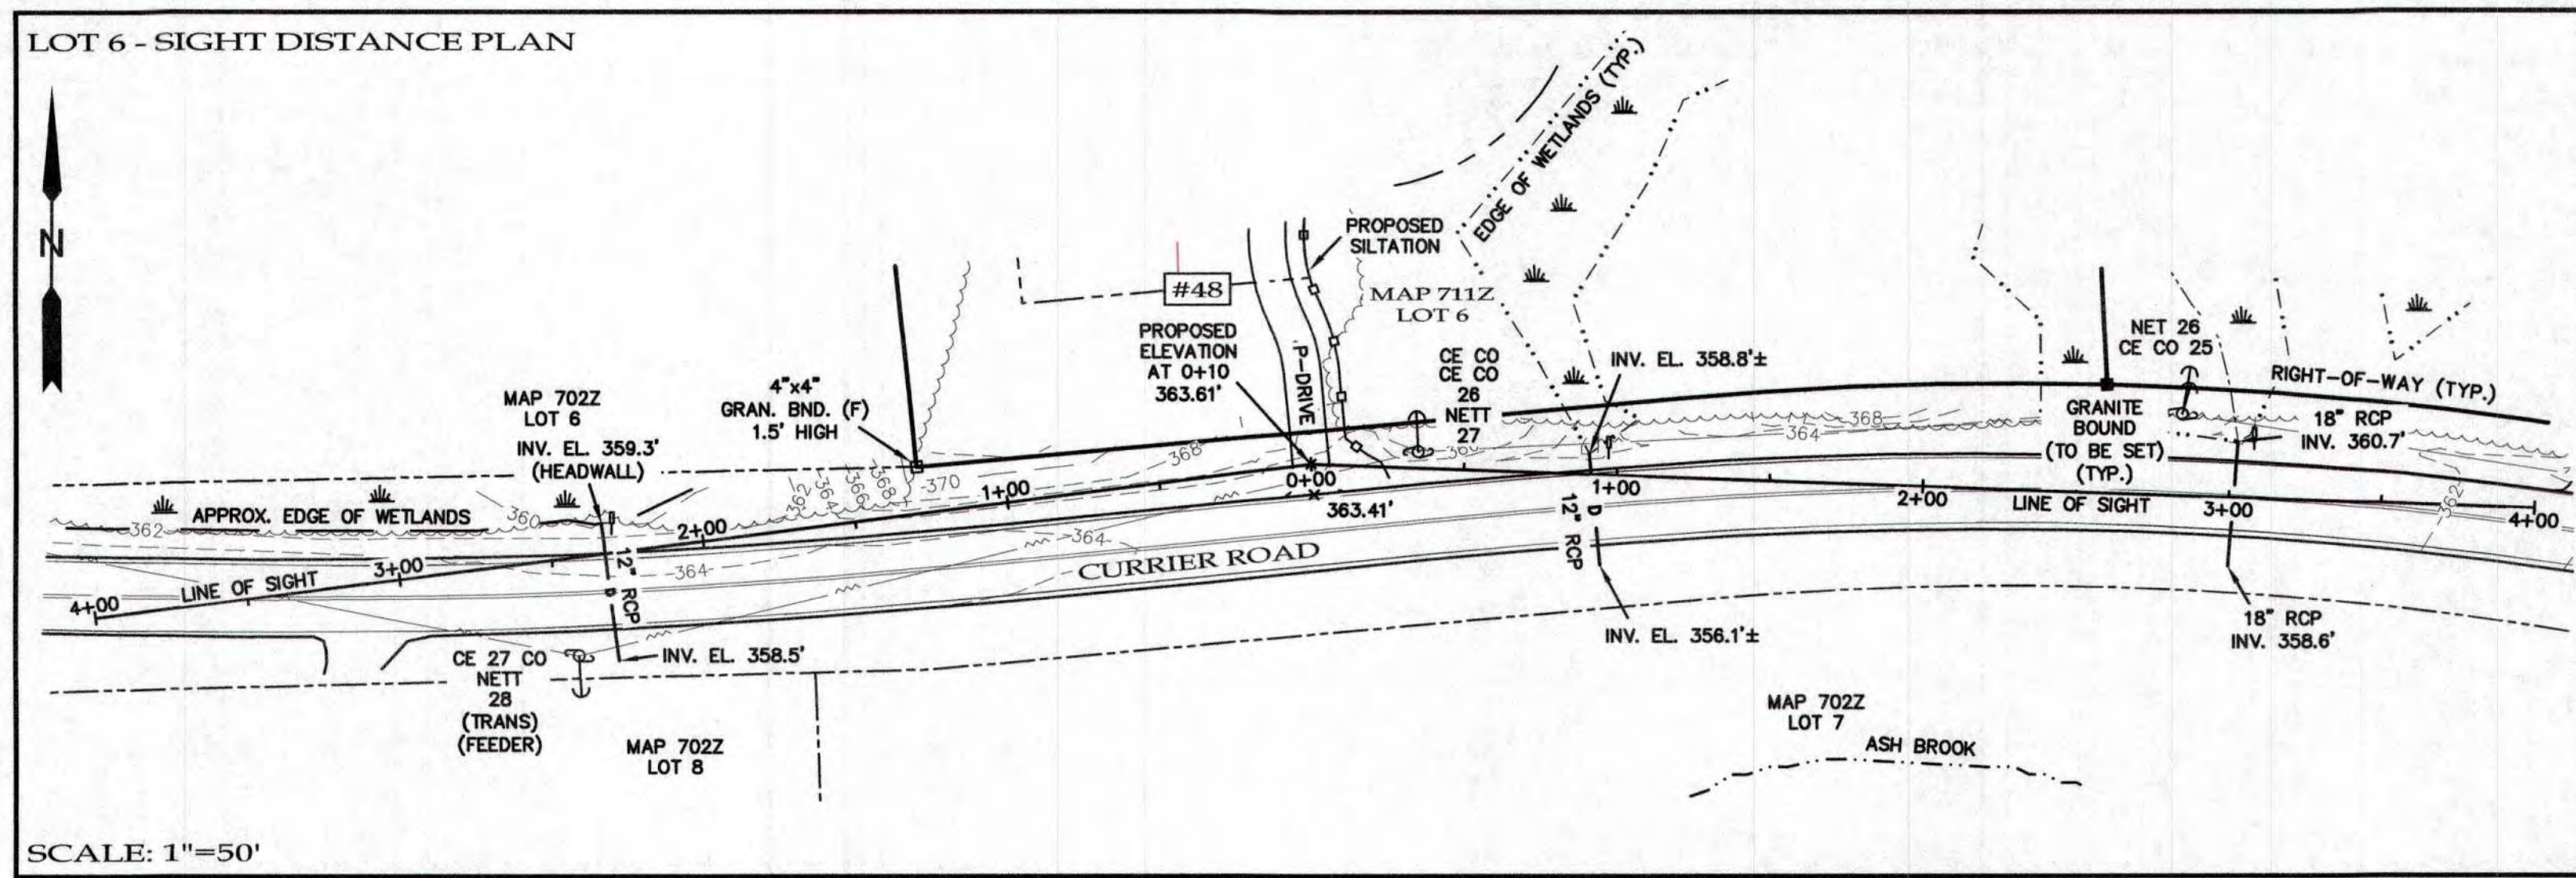 LOT 6 - SIGHT DISTANCE PLAN
N
EDGE OF WETLANDS (TYP.)
PROPOSED
SILTATION
#48
MAP 711Z
LOT 6
PROPOSED
ELEVATION
AT 0+10
363.61'
P-DRIVE
CE CO
CE CO
26
NETT
27
INV. EL. 358.8'±
NET 26
CE CO 25
RIGHT-OF-WAY (TYP.)
GRANITE
BOUND
(TO BE SET)
(TYP.)
18" RCP
INV. 360.7'
4"x4"
GRAN. BND. (F)
1.5' HIGH
MAP 702Z
LOT 6
INV. EL. 359.3'
(HEADWALL)
APPROX. EDGE OF WETLANDS
360
362
362
364
366
368
370
368
368
364
362
364
364
4+00
LINE OF SIGHT
3+00
2+00
1+00
0+00
363.41'
1+00
2+00
LINE OF SIGHT
3+00
4+00
12" RCP
D
12" RCP
D
CURRIER ROAD
INV. EL. 358.5'
INV. EL. 356.1'±
18" RCP
INV. 358.6'
CE 27 CO
NETT
28
(TRANS)
(FEEDER)
MAP 702Z
LOT 8
MAP 702Z
LOT 7
ASH BROOK
SCALE: 1"=50'